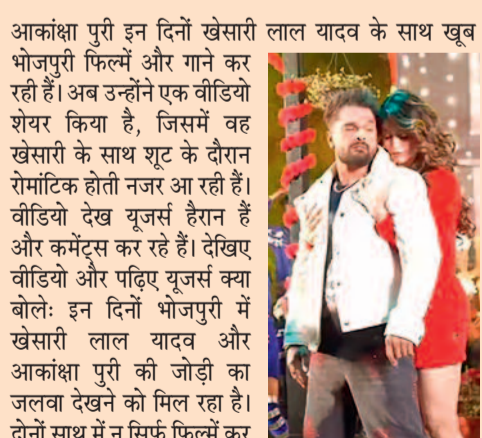 आकांक्षा पुरी इन दिनों खेसारी लाल यादव के साथ खूब
भोजपुरी फिल्में और गाने कर
रही हैं। अब उन्होंने एक वीडियो
शेयर किया है, जिसमें वह
खेसारी के साथ शूट के दौरान
रोमांटिक होती नजर आ रही हैं।
वीडियो देख यूजर्स हैरान हैं
और कमेंट्स कर रहे हैं। देखिए
वीडियो और पढ़िए यूजर्स क्या
बोलेः इन दिनों भोजपुरी में
खेसारी लाल यादव और
आकांक्षा पुरी की जोड़ी का
जलवा देखने को मिल रहा है।
दोनों साथ में न सिर्फ फिल्में कर